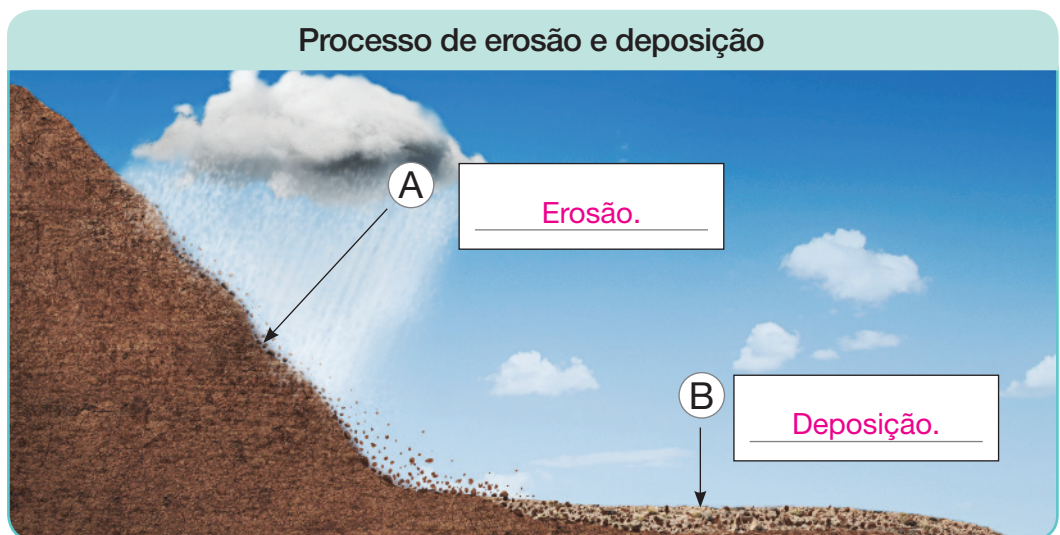 Processo de erosão e deposição
A
Erosão.
B
Deposição.